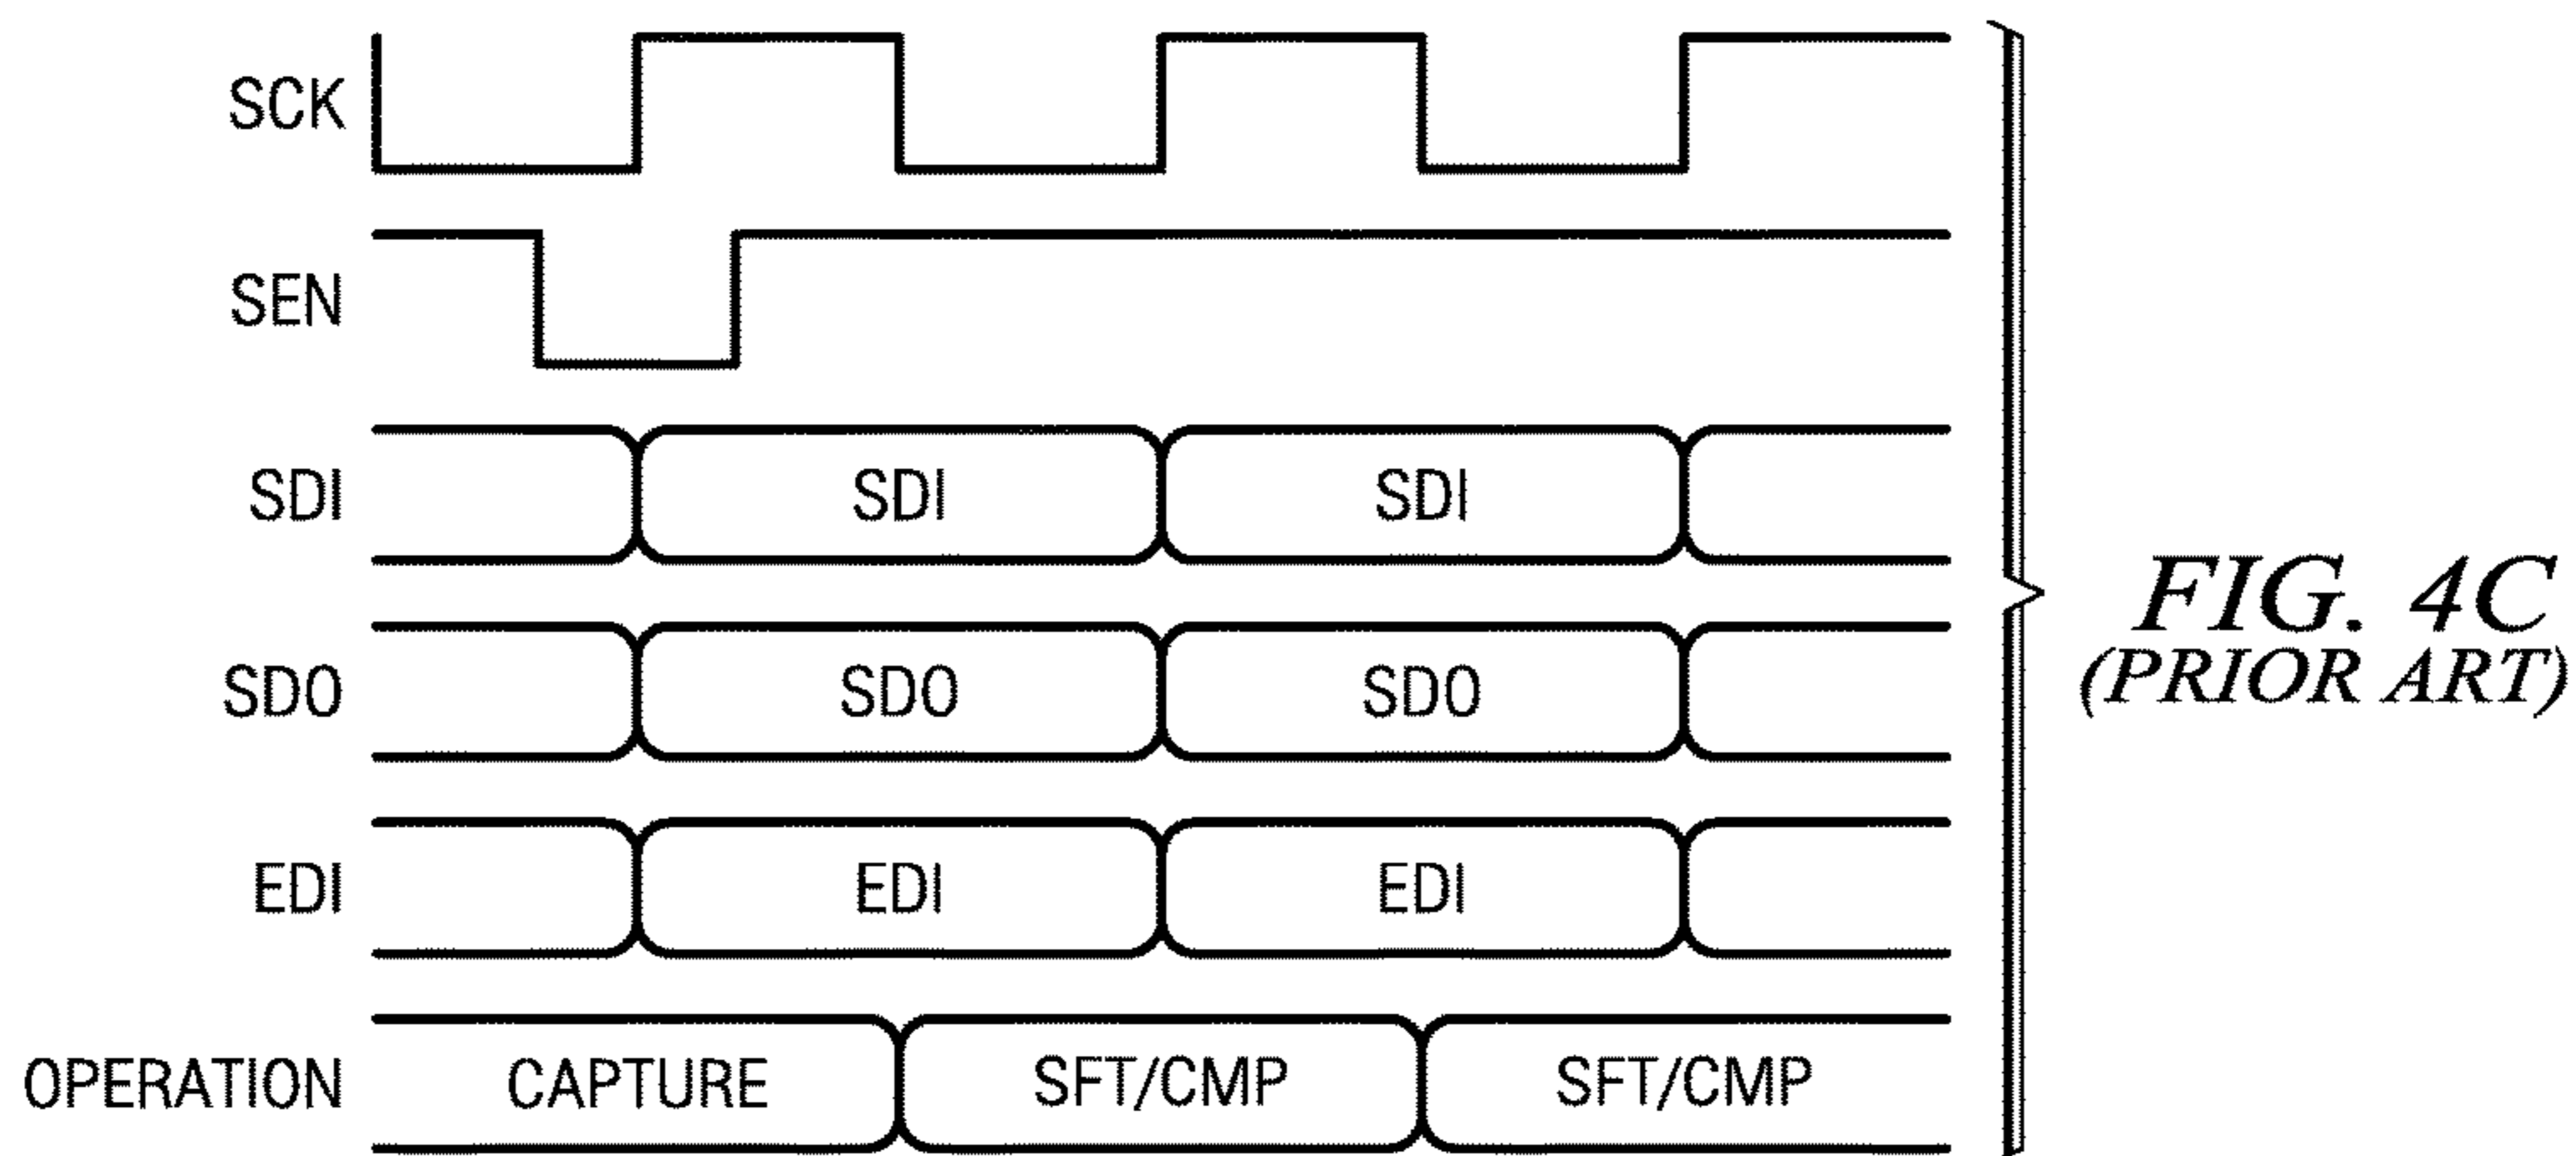 SCK
SEN
SDI SDI SDI
SDO SDO SDO
EDI EDI EDI
OPERATION CAPTURE SFT/CMP SFT/CMP
FIG. 4C
(PRIOR ART)